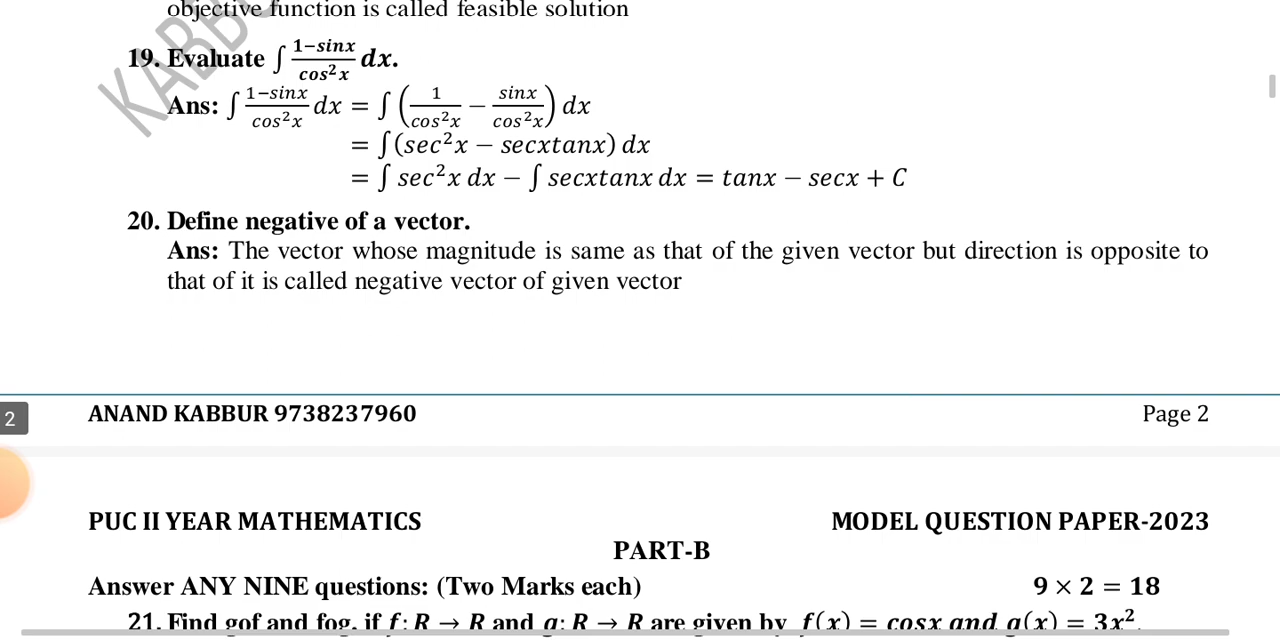 objective function is called feasible solution
19. Evaluate ∫ (1−sinx)/(cos²x) dx.
Ans: ∫ (1−sinx)/(cos²x) dx = ∫ (1/(cos²x) − sinx/(cos²x)) dx
= ∫(sec²x − secxtanx) dx
= ∫ sec²x dx − ∫ secxtanx dx = tanx − secx + C
20. Define negative of a vector.
Ans: The vector whose magnitude is same as that of the given vector but direction is opposite to
that of it is called negative vector of given vector
2
ANAND KABBUR 9738237960 Page 2
PUC II YEAR MATHEMATICS MODEL QUESTION PAPER-2023
PART-B
Answer ANY NINE questions: (Two Marks each) 9 × 2 = 18
21. Find gof and fog, if f: R → R and g: R → R are given by f(x) = cosx and g(x) = 3x².